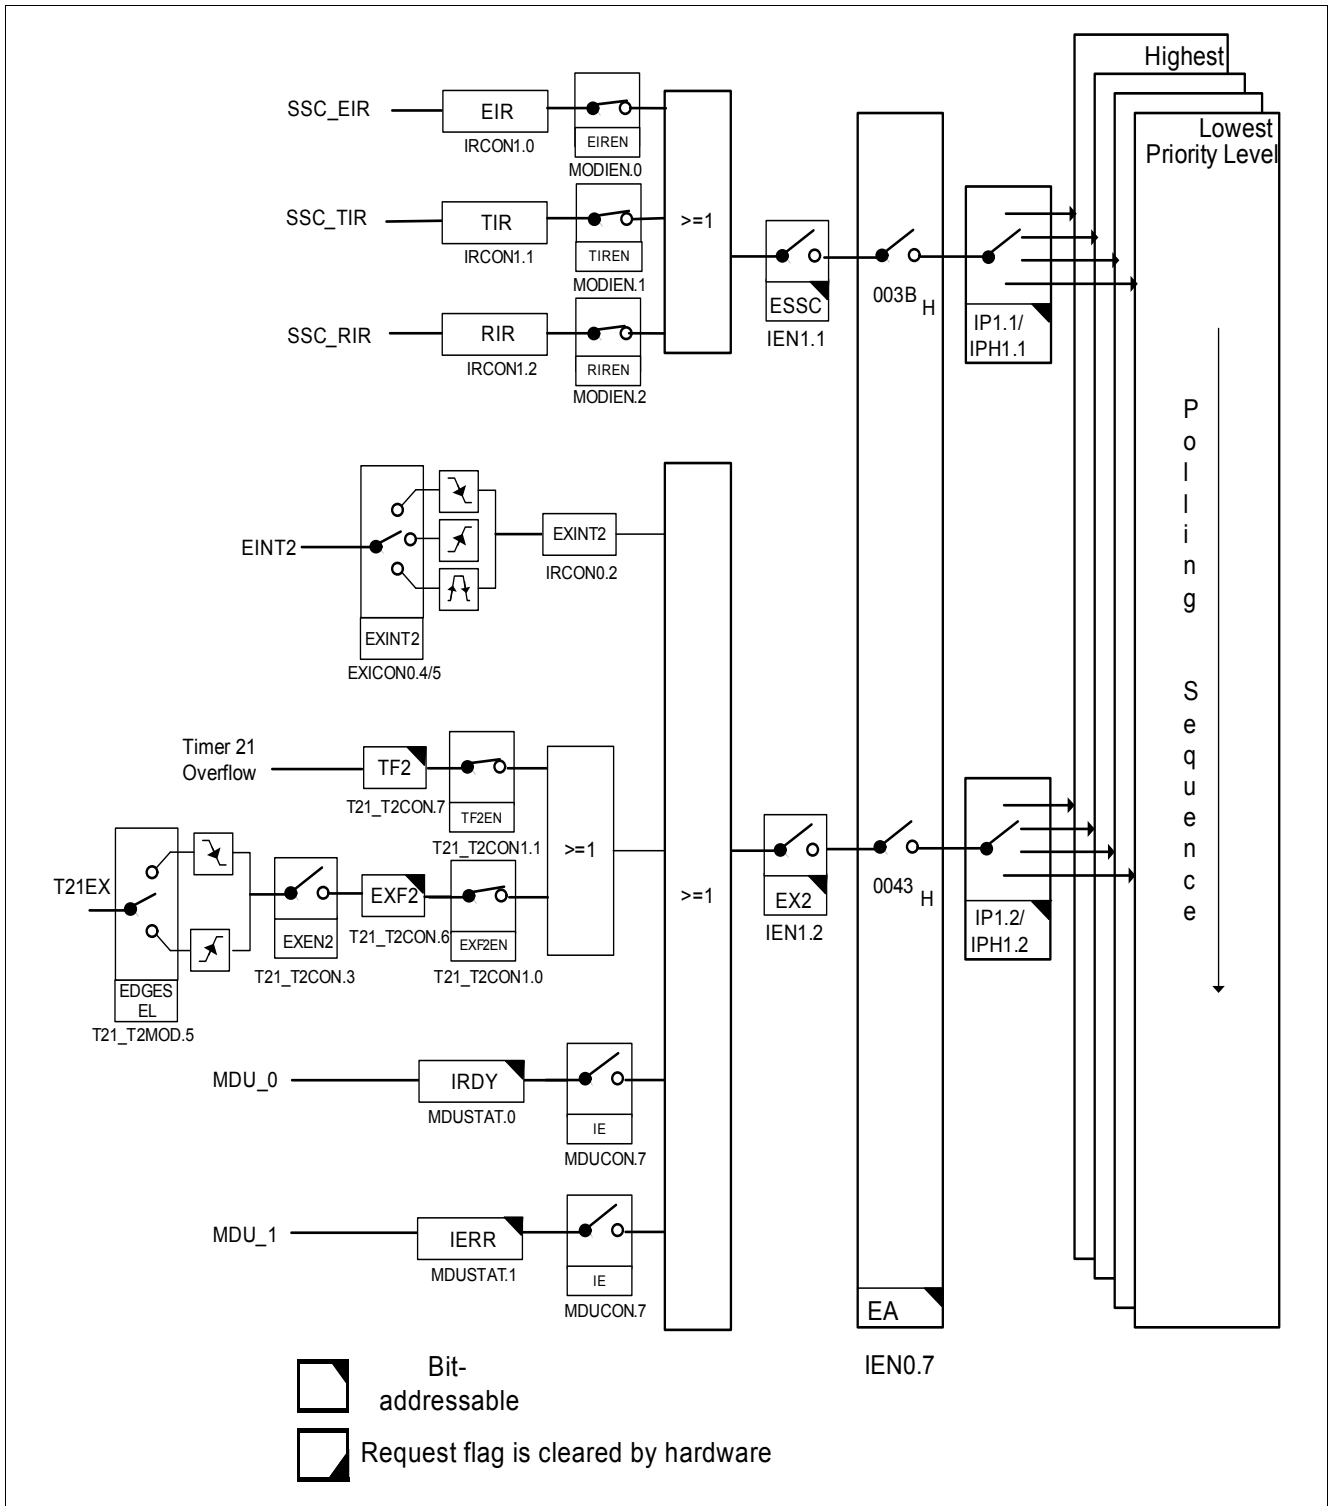 Highest
Lowest
Priority Level
SSC_EIR
EIR
IRCON1.0
EIREN
MODIEN.0
SSC_TIR
TIR
IRCON1.1
TIREN
MODIEN.1
SSC_RIR
RIR
IRCON1.2
RIREN
MODIEN.2
>=1
ESSC
IEN1.1
003B H
IP1.1/
IPH1.1
Polling Sequence
EINT2
EXINT2
EXICON0.4/5
EXINT2
IRCON0.2
Timer 21
Overflow
TF2
T21_T2CON.7
TF2EN
T21_T2CON1.1
T21EX
EDGES
EL
T21_T2MOD.5
EXEN2
T21_T2CON.3
EXF2
T21_T2CON.6
EXF2EN
T21_T2CON1.0
>=1
>=1
EX2
IEN1.2
0043 H
IP1.2/
IPH1.2
MDU_0
IRDY
MDUSTAT.0
IE
MDUCON.7
MDU_1
IERR
MDUSTAT.1
IE
MDUCON.7
EA
IEN0.7
Bit-
addressable
Request flag is cleared by hardware